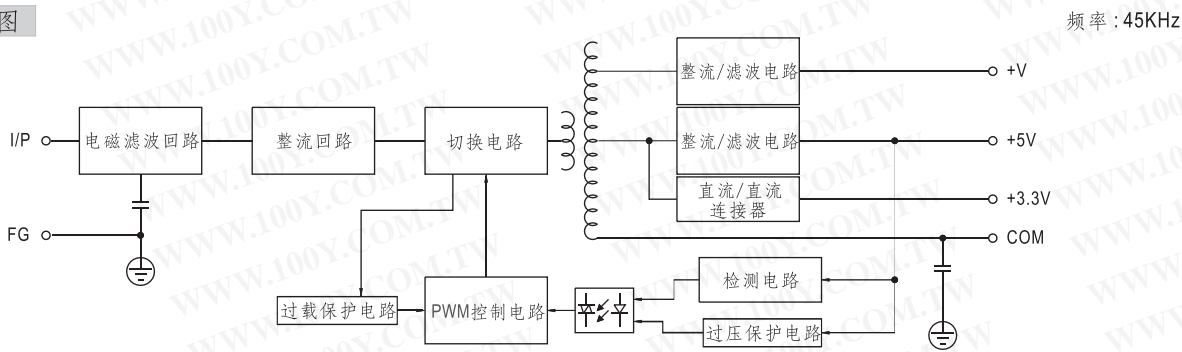 图
频率 : 45KHz
整流/滤波电路
+V
I/P
电磁滤波回路
整流回路
切换电路
整流/滤波电路
+5V
直流/直流
连接器
+3.3V
FG
COM
检测电路
过载保护电路
PWM控制电路
过压保护电路
WWW.100Y.COM.TW